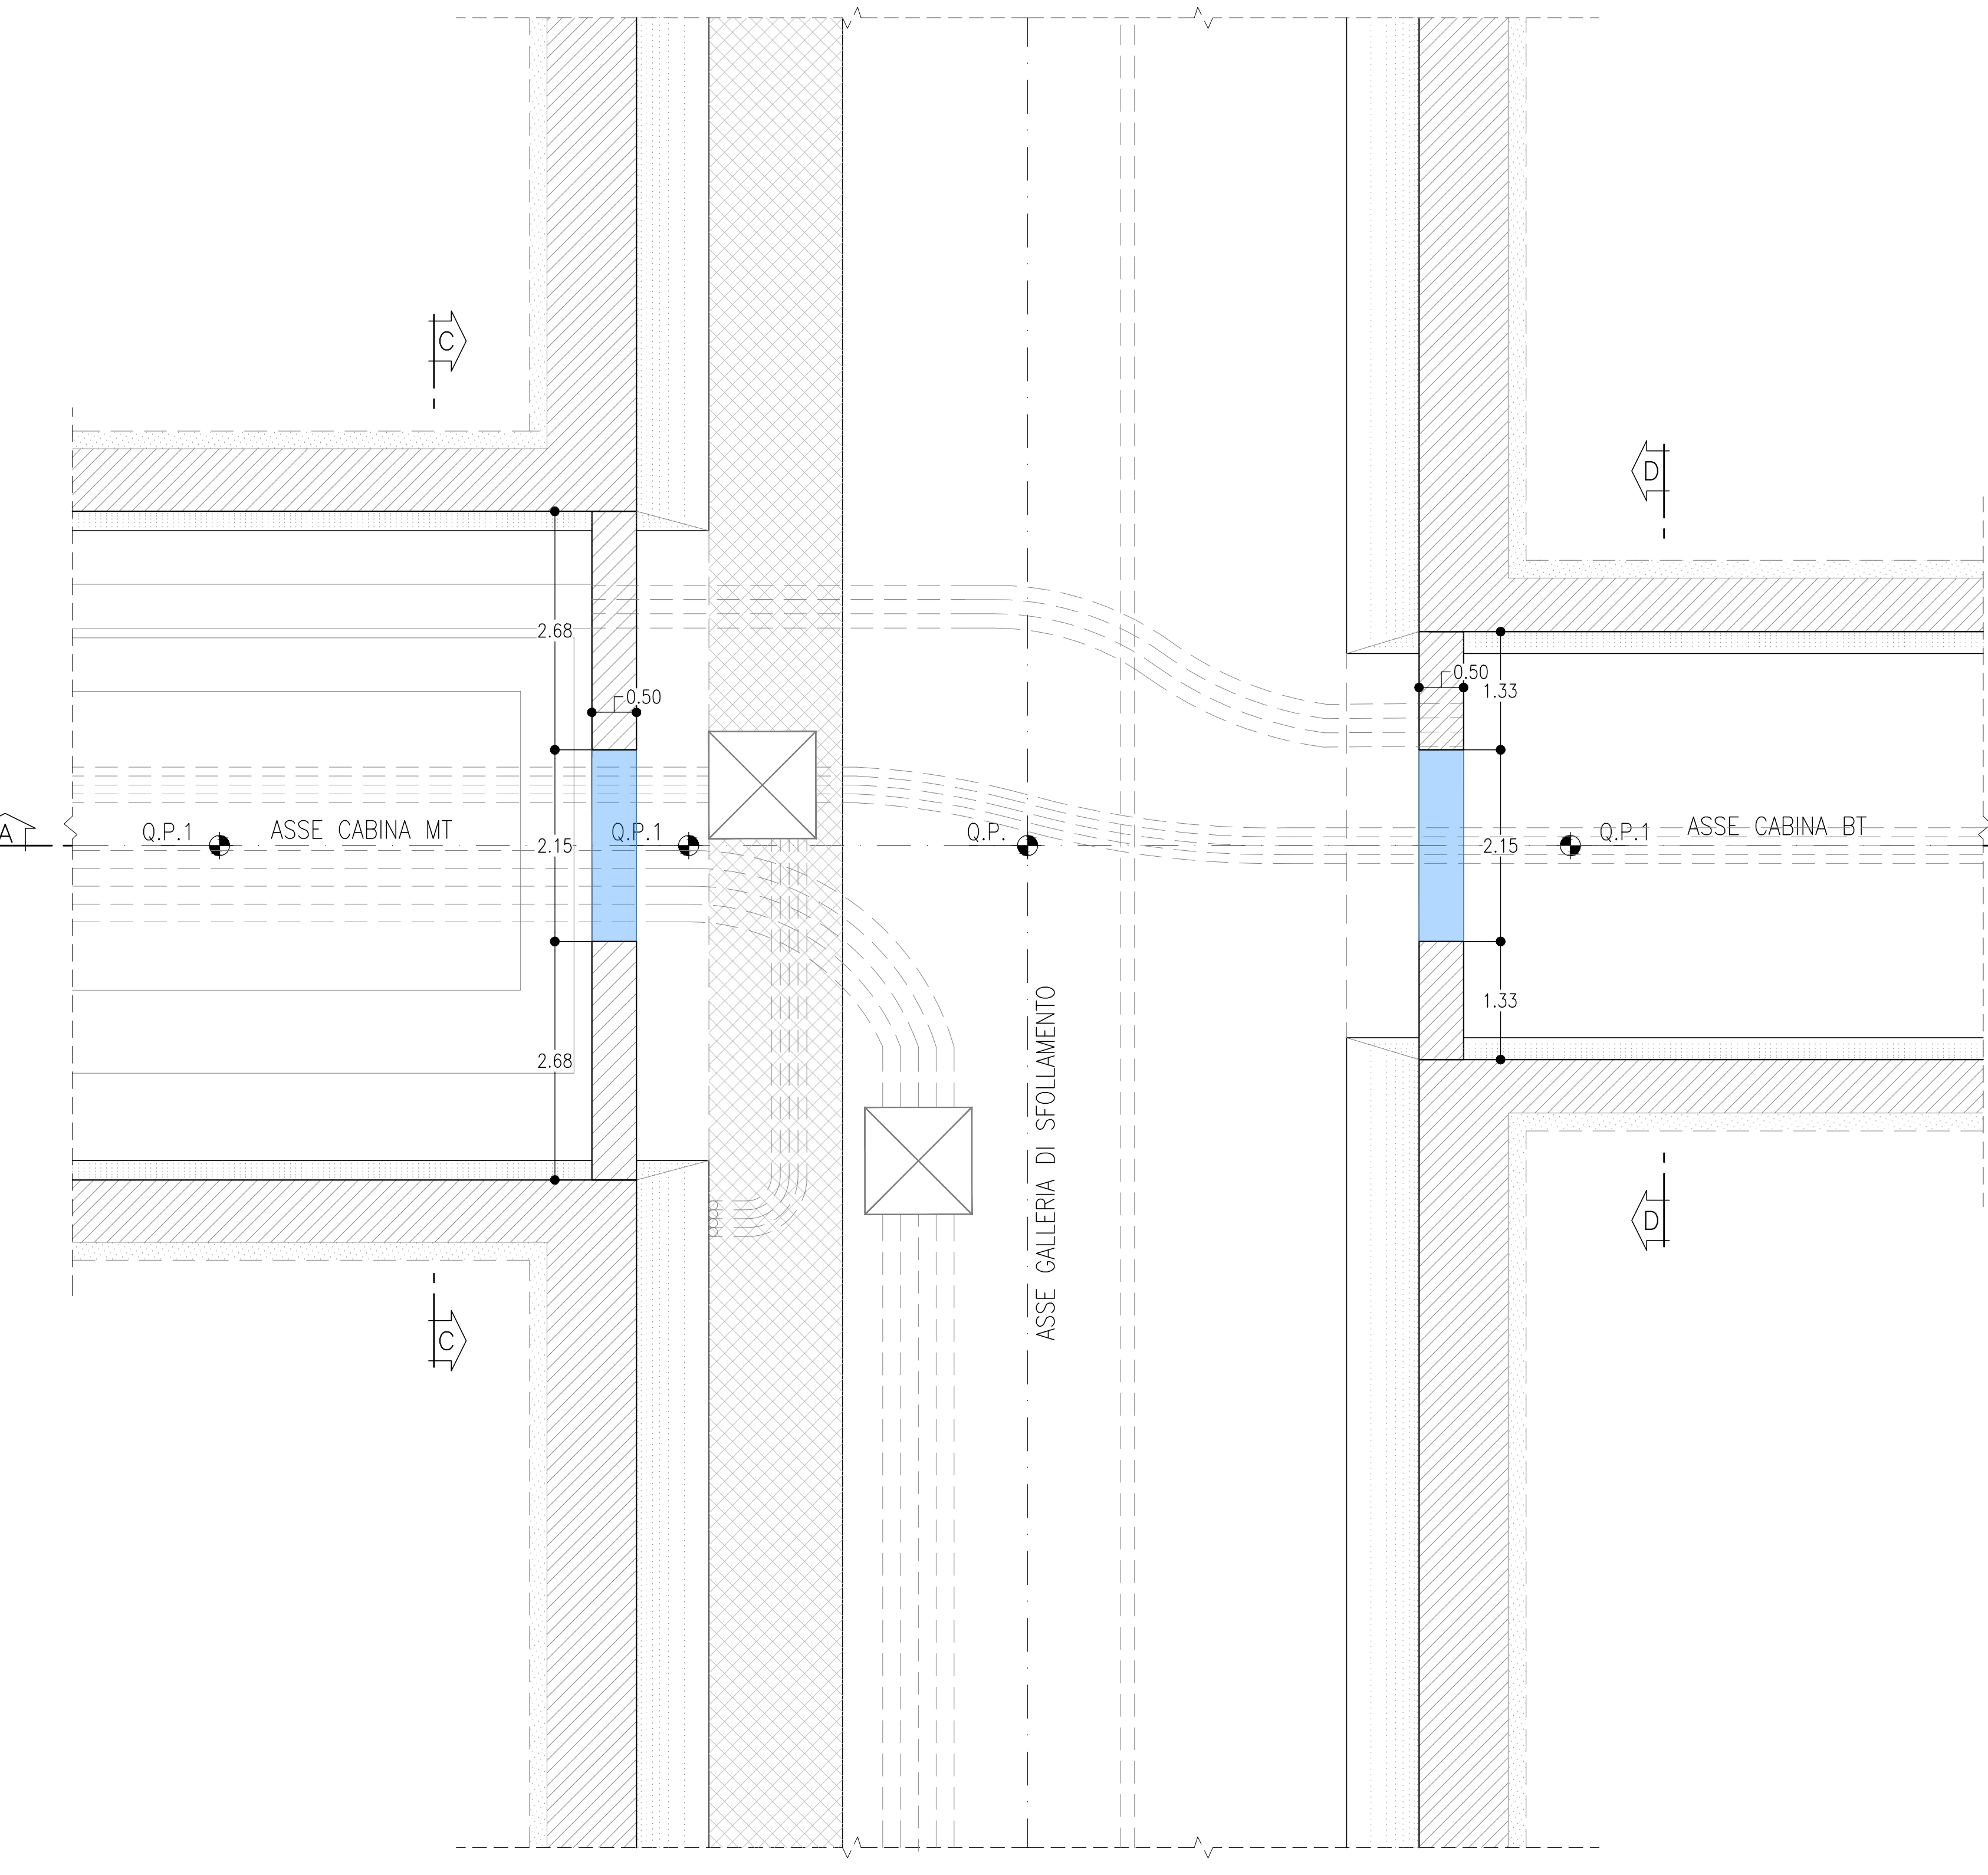 C
D
2.68
0.50
0.50
1.33
A
Q.P.1
ASSE CABINA MT
2.15
Q.P.1
Q.P.
2.15
Q.P.1
ASSE CABINA BT
ASSE GALLERIA DI SFOLLAMENTO
1.33
2.68
D
C